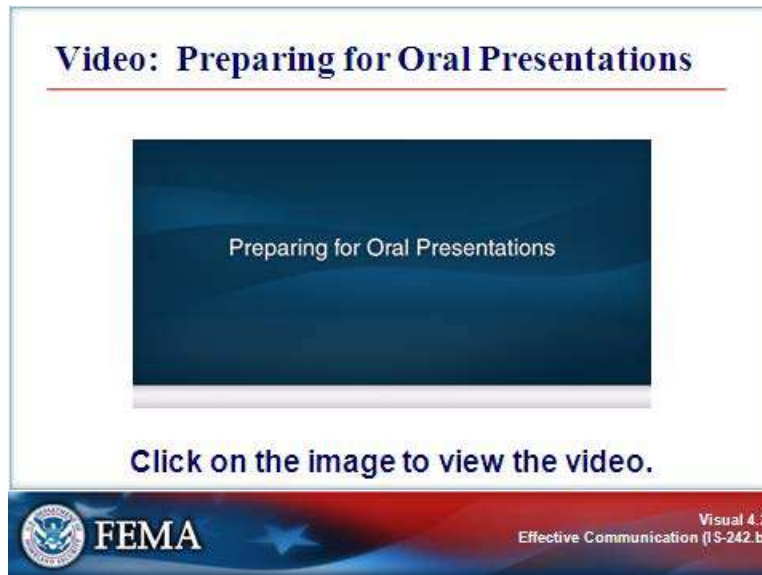 Video: Preparing for Oral Presentations
Preparing for Oral Presentations
Click on the image to view the video.
FEMA
Visual 4.
Effective Communication (IS-242.b